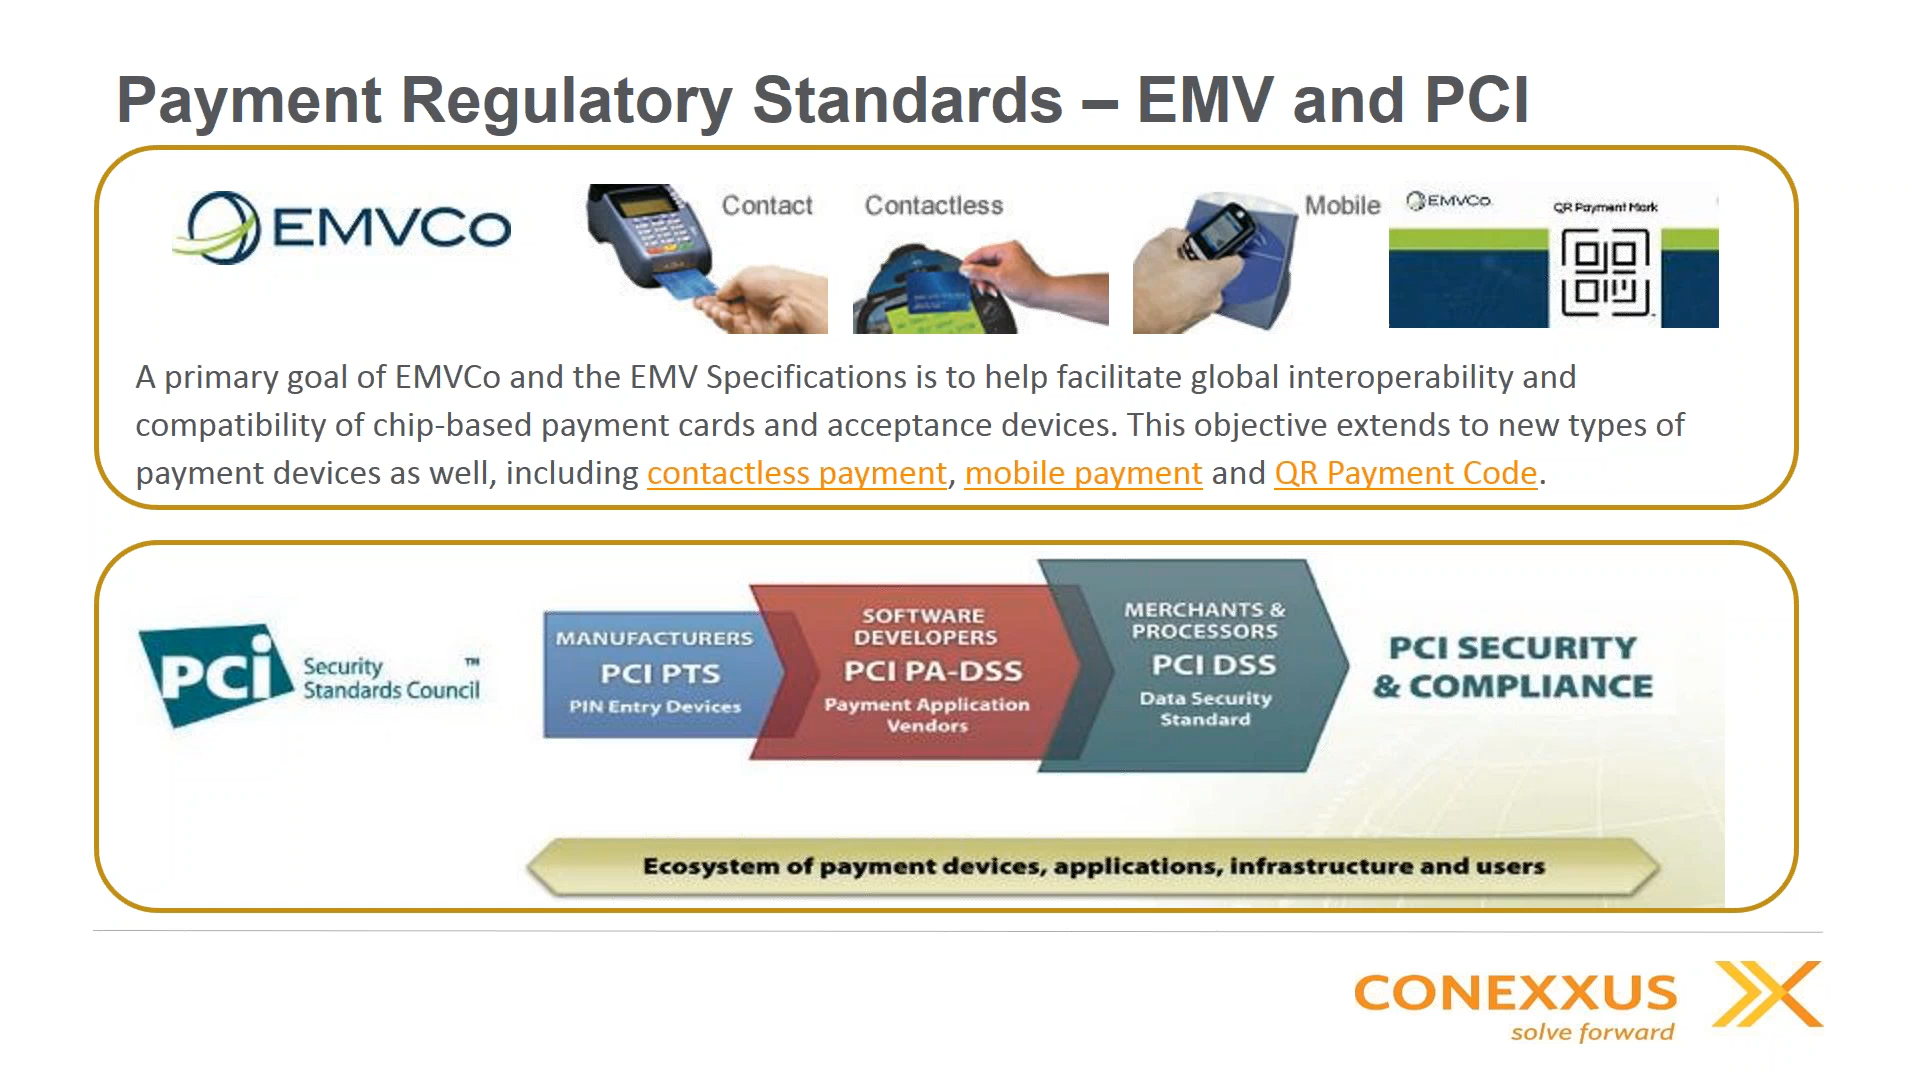 Payment Regulatory Standards – EMV and PCI
EMVCo
Contact
Contactless
Mobile
EMVCo
QR Payment Mark
A primary goal of EMVCo and the EMV Specifications is to help facilitate global interoperability and
compatibility of chip-based payment cards and acceptance devices. This objective extends to new types of
payment devices as well, including contactless payment, mobile payment and QR Payment Code.
PCi
Security ™
Standards Council
MANUFACTURERS
PCI PTS
PIN Entry Devices
SOFTWARE
DEVELOPERS
PCI PA-DSS
Payment Application
Vendors
MERCHANTS &
PROCESSORS
PCI DSS
Data Security
Standard
PCI SECURITY
& COMPLIANCE
Ecosystem of payment devices, applications, infrastructure and users
CONEXXUS
solve forward